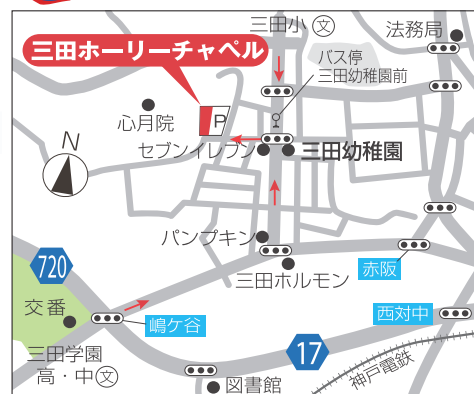 三田小 文
法務局
三田ホーリーチャペル
バス停
三田幼稚園前
P
心月院
N
セブンイレブン
三田幼稚園
パンプキン
720
三田ホルモン
赤阪
交番
嶋ケ谷
西対中
三田学園
高・中 文
17
神戸電鉄
図書館